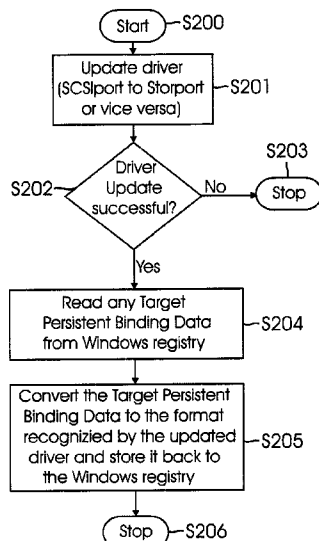 Start
S200
Update driver
(SCSIport to Storport
or vice versa)
S201
Driver
Update
successful?
S202
No
S203
Stop
Yes
Read any Target
Persistent Binding Data
from Windows registry
S204
Convert the Target Persistent
Binding Data to the format
recognizied by the updated
driver and store it back to
the Windows registry
S205
Stop
S206